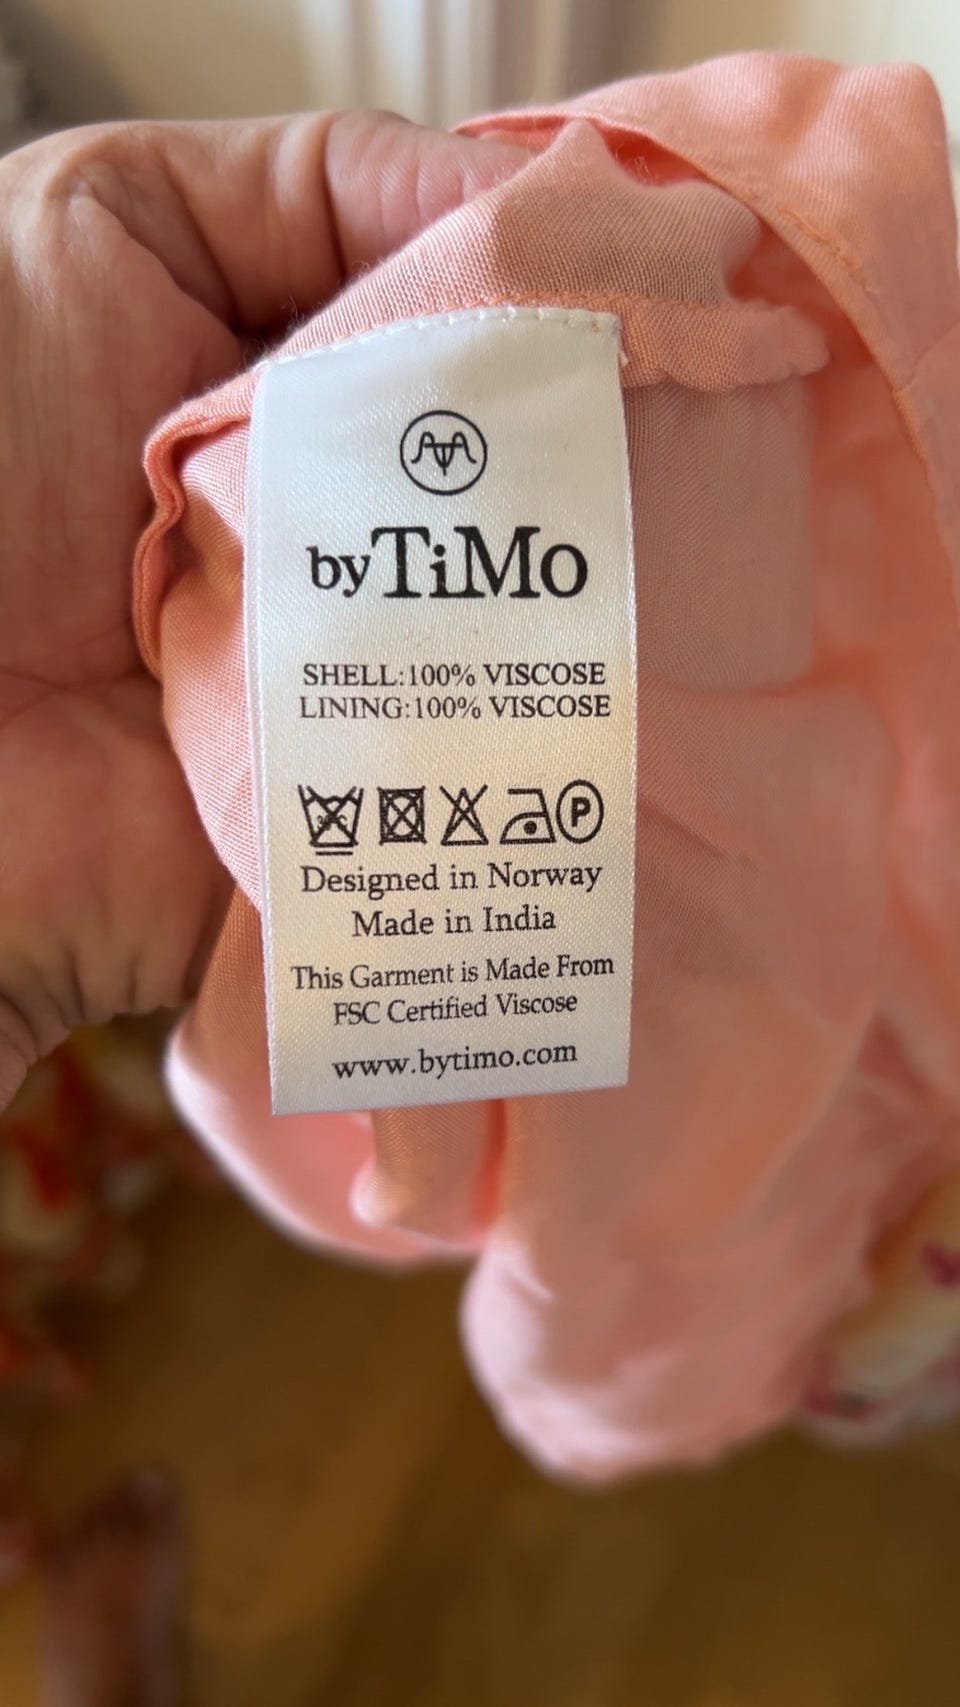 byTiMo
SHELL:100% VISCOSE
LINING:100% VISCOSE
P
Designed in Norway
Made in India
This Garment is Made From
FSC Certified Viscose
www.bytimo.com